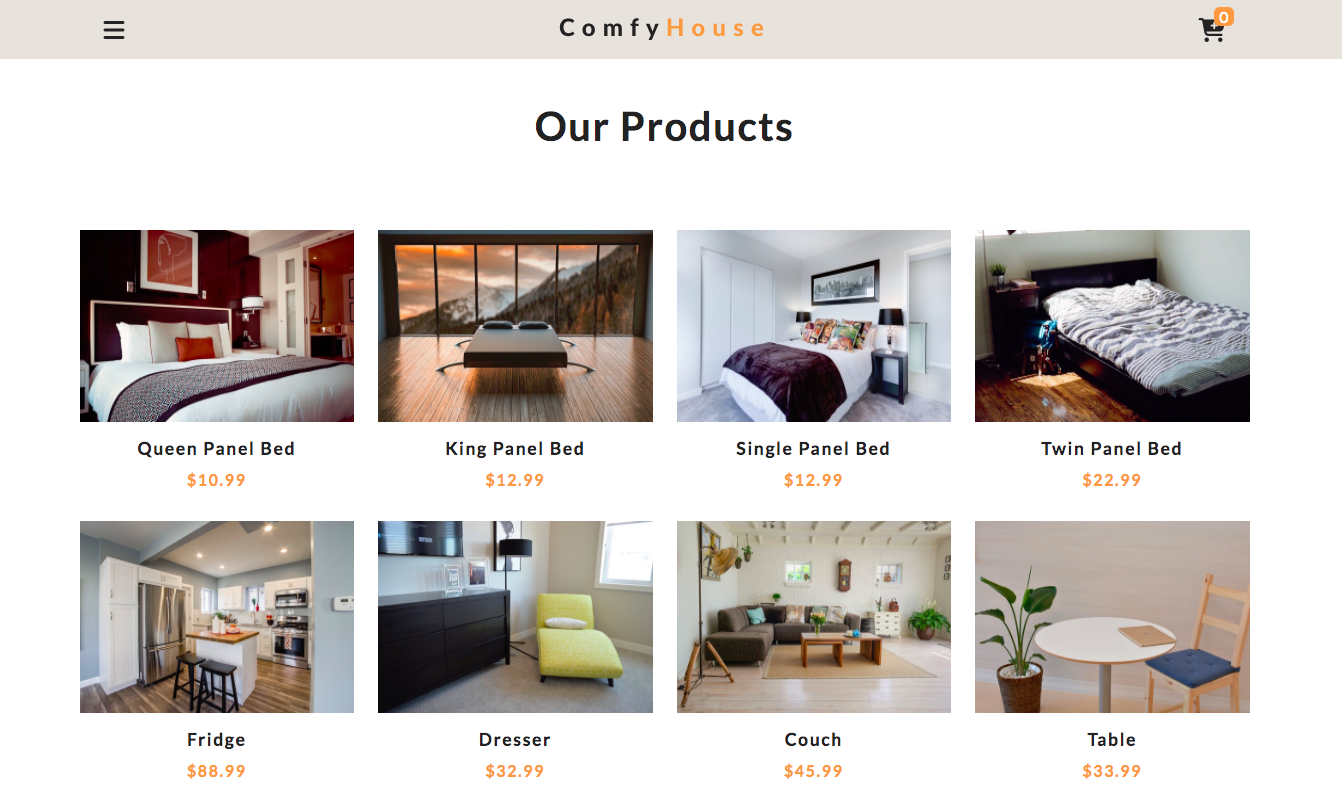 ComfyHouse
0
Our Products
Queen Panel Bed
King Panel Bed
Single Panel Bed
Twin Panel Bed
$10.99
$12.99
$12.99
$22.99
Fridge
Dresser
Couch
Table
$88.99
$32.99
$45.99
$33.99